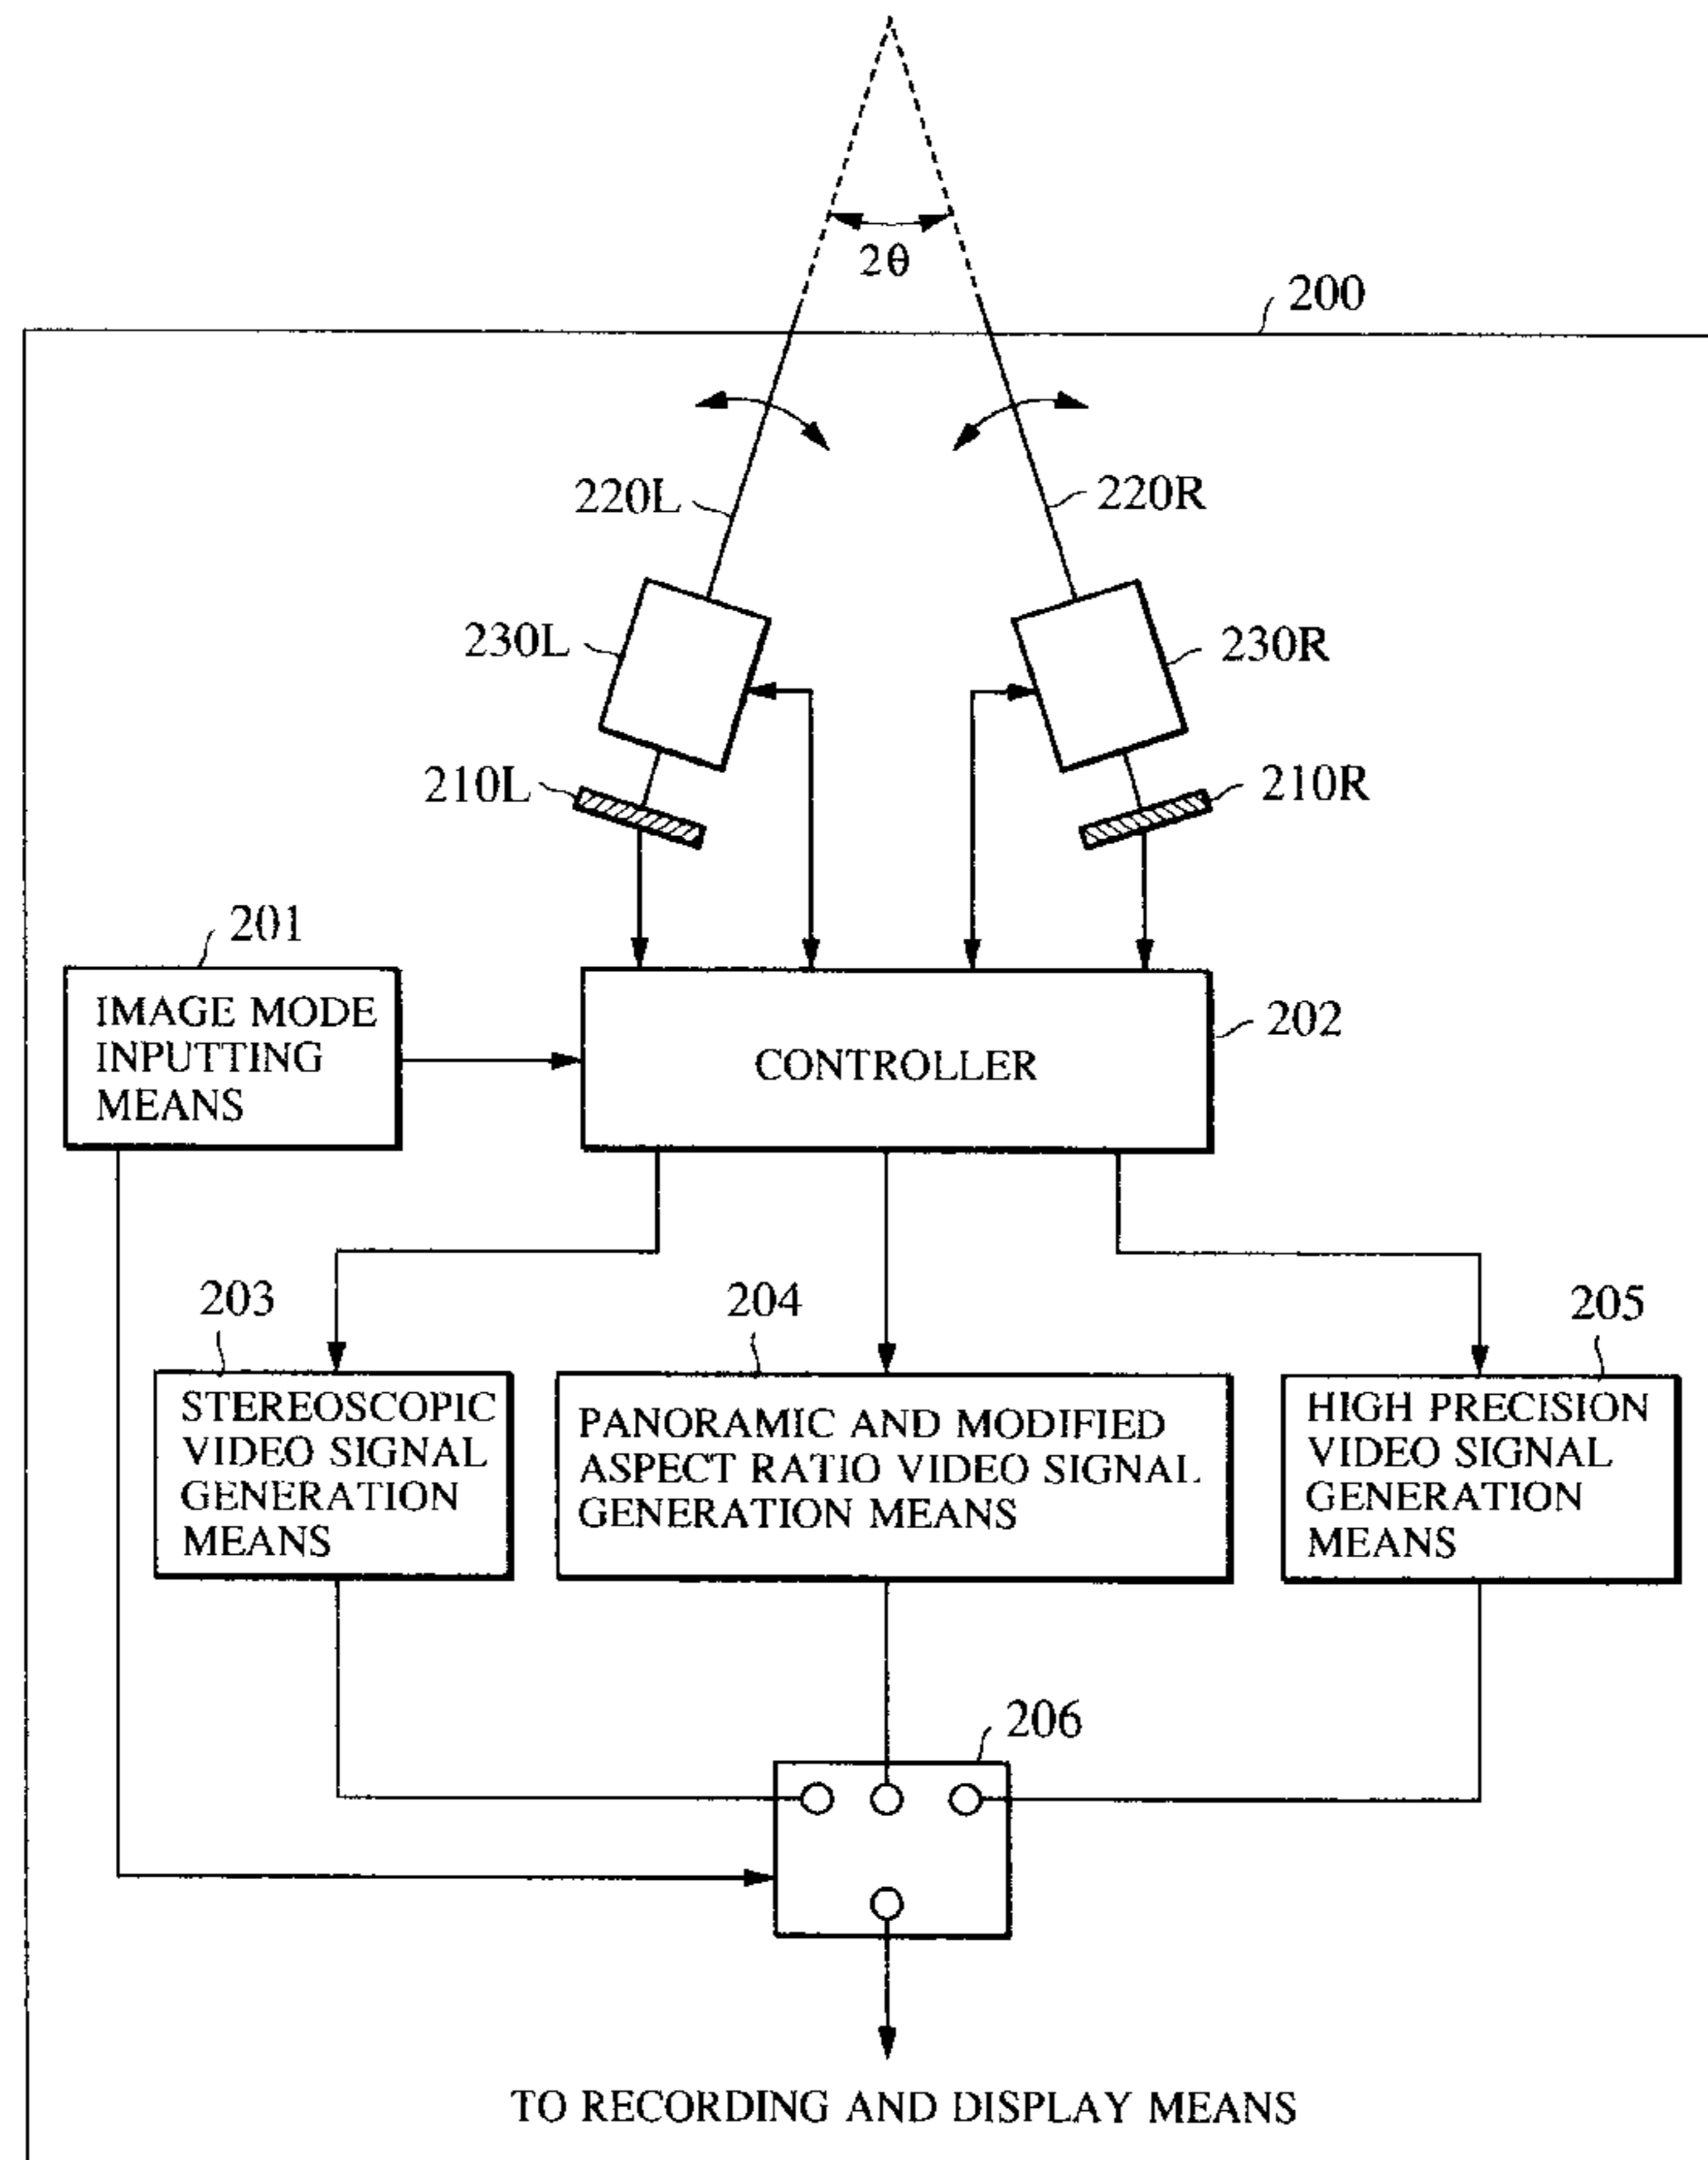 2θ
200
220L
220R
230L
230R
210L
210R
201
IMAGE MODE
INPUTTING
MEANS
CONTROLLER
202
203
204
205
STEREOSCOPIC
VIDEO SIGNAL
GENERATION
MEANS
PANORAMIC AND MODIFIED
ASPECT RATIO VIDEO SIGNAL
GENERATION MEANS
HIGH PRECISION
VIDEO SIGNAL
GENERATION
MEANS
206
TO RECORDING AND DISPLAY MEANS